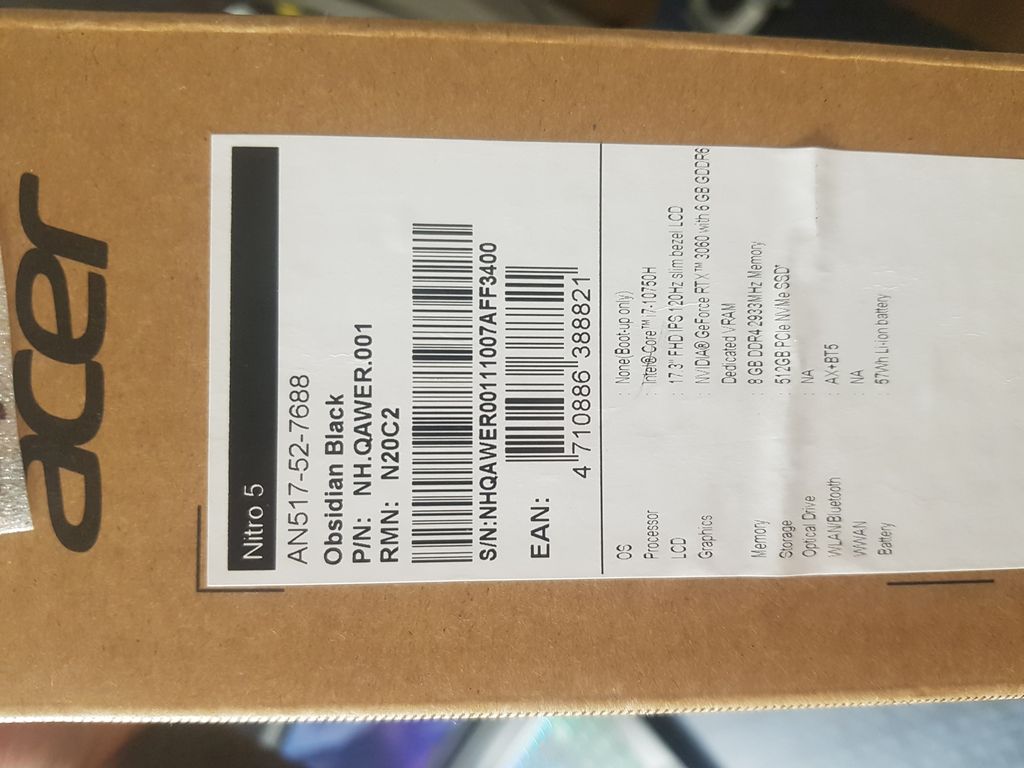 acer
Nitro 5
AN517-52-7688
Obsidian Black
P/N: NH.QAWER.001
RMN: N20C2
S/N:NHQAWER00111007AFF3400
EAN:
4 710886 388821
OS : None(Boot-up only)
Processor : Intel® Core™ i7-10750H
LCD : 17.3" FHD IPS 120Hz slim bezel LCD
Graphics : NVIDIA® GeForce RTX™ 3060 with 6 GB GDDR6
Dedicated VRAM
Memory : 8 GB DDR4 2933MHz Memory
Storage : 512GB PCIe NVMe SSD*
Optical Drive : NA
WLAN/Bluetooth : AX+BT5
WWAN : NA
Battery : 57Wh Li-ion battery